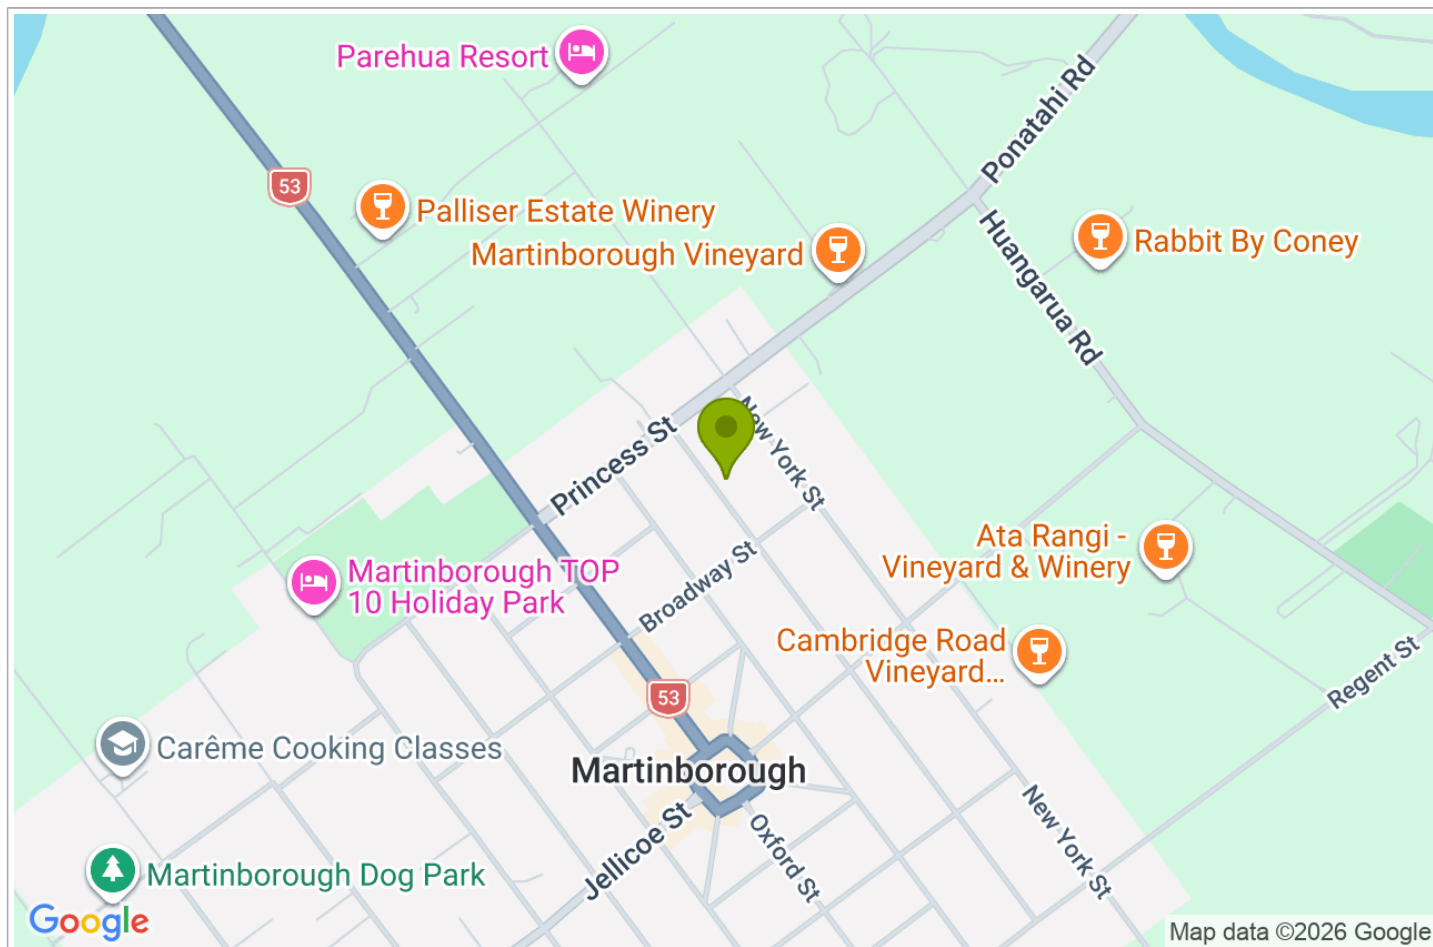 Parehua Resort
Ponatahi Rd
53
Palliser Estate Winery
Martinborough Vineyard
Huangarua Rd
Rabbit By Coney
New York St
Princess St
Ata Rangi -
Vineyard & Winery
Martinborough TOP
10 Holiday Park
Broadway St
Cambridge Road
Vineyard...
Regent St
53
Carême Cooking Classes
Martinborough
New York St
Jellicoe St
Oxford St
Martinborough Dog Park
Google
Map data ©2026 Google